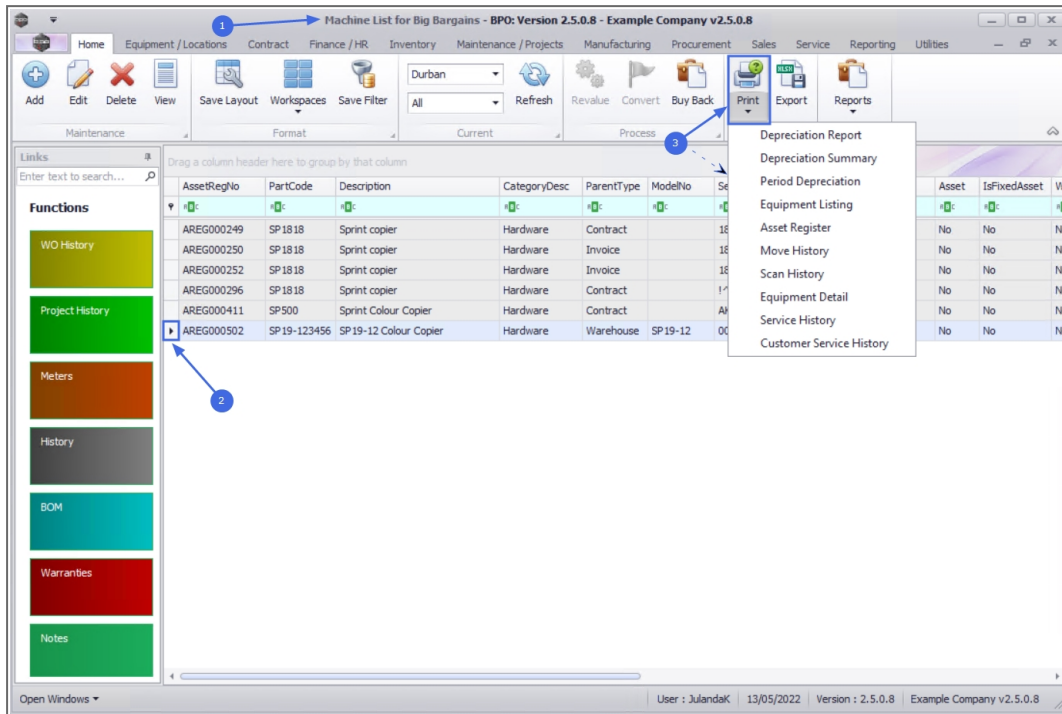 Machine List for Big Bargains - BPO: Version 2.5.0.8 - Example Company v2.5.0.8
1
Home Equipment / Locations Contract Finance / HR Inventory Maintenance / Projects Manufacturing Procurement Sales Service Reporting Utilities
Durban
All
Add Edit Delete View Save Layout Workspaces Save Filter Refresh Revalue Convert Buy Back Print Export Reports
Maintenance Format Current Process
3
Links
Enter text to search...
Functions
WO History
Project History
Meters
History
BOM
Warranties
Notes
Drag a column header here to group by that column
AssetRegNo PartCode Description CategoryDesc ParentType ModelNo Se Asset IsFixedAsset
AREG000249 SP1818 Sprint copier Hardware Contract 18 No No
AREG000250 SP1818 Sprint copier Hardware Invoice 18 No No
AREG000252 SP1818 Sprint copier Hardware Invoice 18 No No
AREG000296 SP1818 Sprint copier Hardware Contract No No
AREG000411 SP500 Sprint Colour Copier Hardware Contract No No
AREG000502 SP19-123456 SP19-12 Colour Copier Hardware Warehouse SP19-12 00 No No
2
Depreciation Report
Depreciation Summary
Period Depreciation
Equipment Listing
Asset Register
Move History
Scan History
Equipment Detail
Service History
Customer Service History
Open Windows User : JulandaK 13/05/2022 Version : 2.5.0.8 Example Company v2.5.0.8